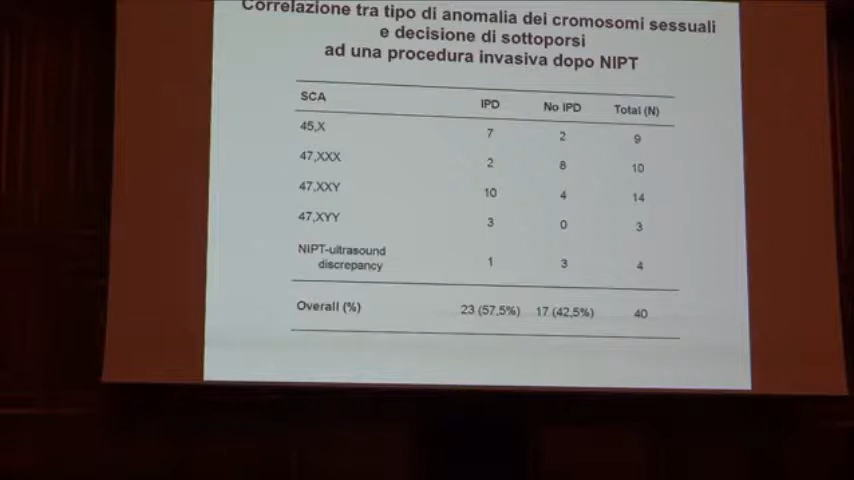 Correlazione tra tipo di anomalia dei cromosomi sessuali
e decisione di sottoporsi
ad una procedura invasiva dopo NIPT
SCA IPD No IPD Total (N)
45,X 7 2 9
47,XXX 2 8 10
47,XXY 10 4 14
47,XYY 3 0 3
NIPT-ultrasound
discrepancy 1 3 4
Overall (%) 23 (57,5%) 17 (42,5%) 40